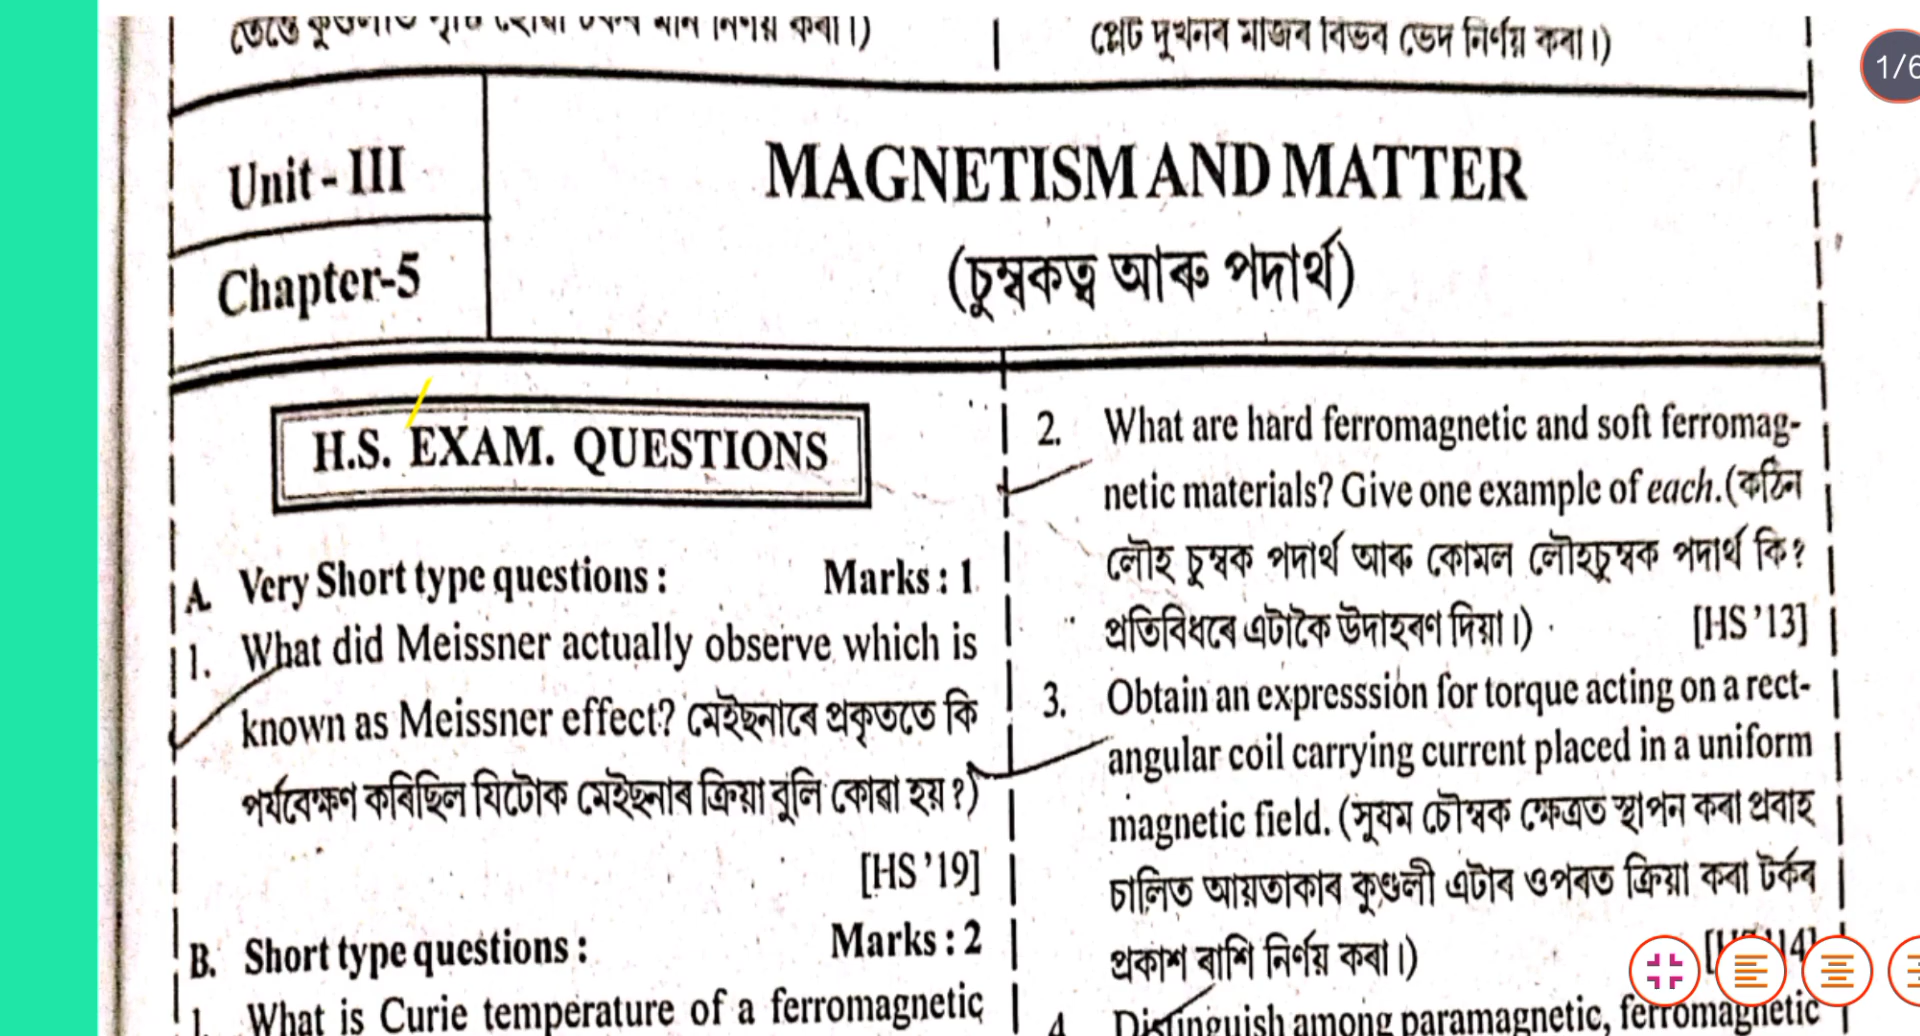 প্লেট দুখনৰ মাজৰ বিভৱ ভেদ নিৰ্ণয় কৰা।)
1/6
Unit - III
Chapter-5
MAGNETISM AND MATTER
(চুম্বকত্ব আৰু পদাৰ্থ)
H.S. EXAM. QUESTIONS
A. Very Short type questions : Marks : 1
1. What did Meissner actually observe which is
known as Meissner effect? মেইছনাৰে প্ৰকৃততে কি
পৰ্যবেক্ষণ কৰিছিল যিটোক মেইছনাৰ ক্ৰিয়া বুলি কোৱা হয়?)
[HS '19]
B. Short type questions : Marks : 2
1. What is Curie temperature of a ferromagnetic
2. What are hard ferromagnetic and soft ferromag-
netic materials? Give one example of each. (কঠিন
লৌহ চুম্বক পদাৰ্থ আৰু কোমল লৌহচুম্বক পদাৰ্থ কি?
প্ৰতিবিধৰে এটাকৈ উদাহৰণ দিয়া।) [HS '13]
3. Obtain an expresssion for torque acting on a rect-
angular coil carrying current placed in a uniform
magnetic field. (সুষম চৌম্বক ক্ষেত্ৰত স্থাপন কৰা প্ৰবাহ
চালিত আয়তাকাৰ কুণ্ডলী এটাৰ ওপৰত ক্ৰিয়া কৰা টৰ্কৰ
প্ৰকাশ ৰাশি নিৰ্ণয় কৰা।)
4. Distinguish among paramagnetic, ferromagnetic